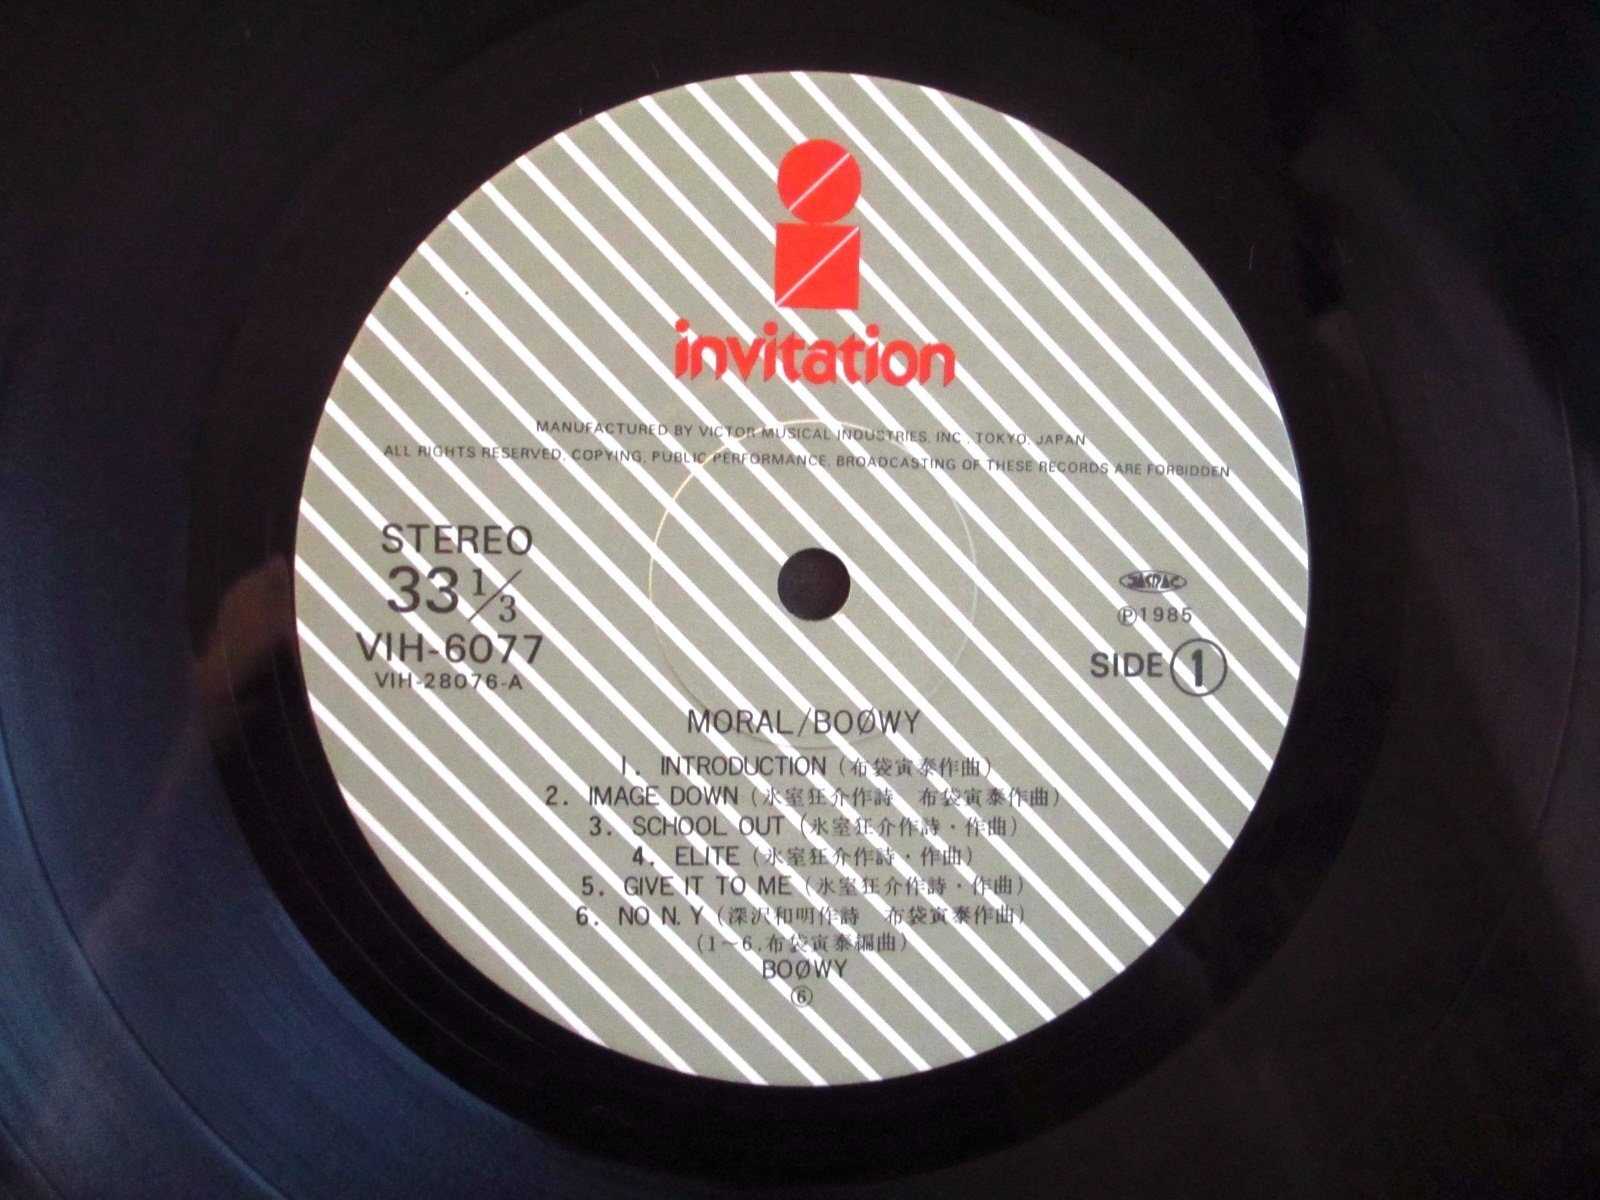 invitation
MANUFACTURED BY VICTOR MUSICAL INDUSTRIES, INC., TOKYO, JAPAN
ALL RIGHTS RESERVED, COPYING, PUBLIC PERFORMANCE, BROADCASTING OF THESE RECORDS ARE FORBIDDEN
STEREO
33 1/3
VIH-6077
VIH-28076-A
JASRAC
Ⓟ1985
SIDE ①
MORAL/BOØWY
1. INTRODUCTION (布袋寅泰作曲)
2. IMAGE DOWN (氷室狂介作詩 布袋寅泰作曲)
3. SCHOOL OUT (氷室狂介作詩・作曲)
4. ELITE (氷室狂介作詩・作曲)
5. GIVE IT TO ME (氷室狂介作詩・作曲)
6. NO N.Y (深沢和明作詩 布袋寅泰作曲)
(1〜6.布袋寅泰編曲)
BOØWY
⑥